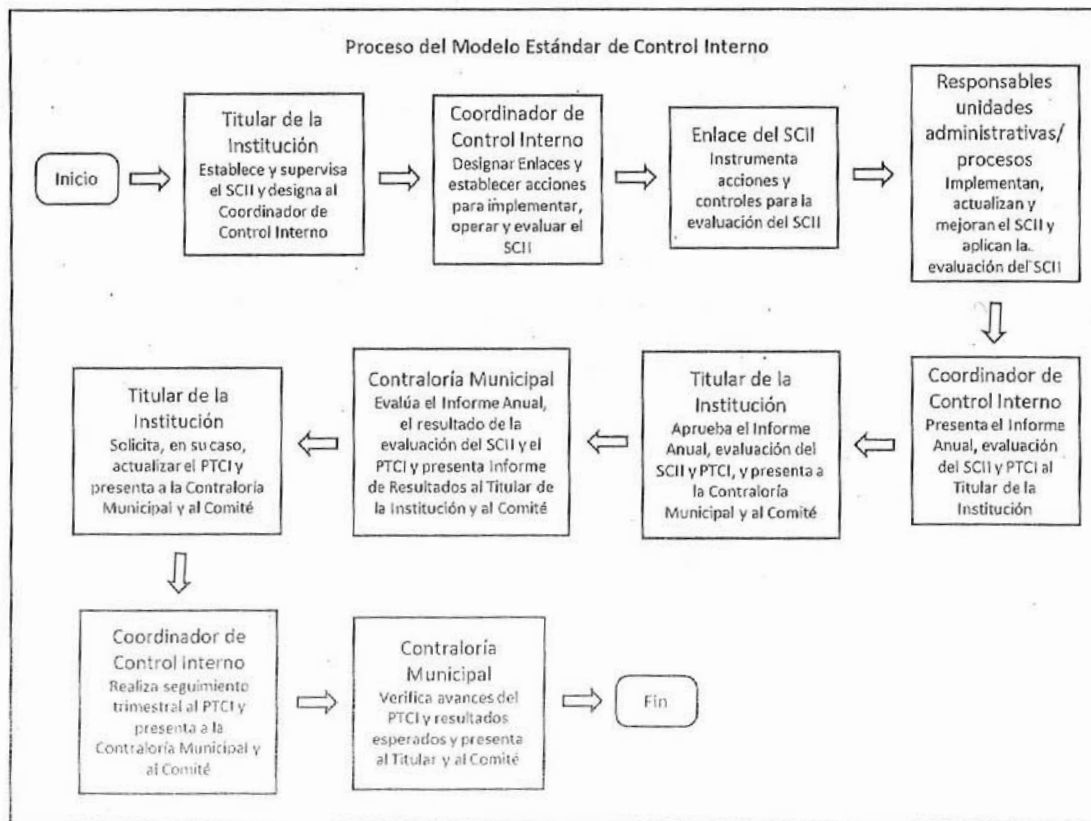 Proceso del Modelo Estándar de Control Interno
Inicio
Titular de la
Institución
Establece y supervisa
el SCII y designa al
Coordinador de
Control Interno
Coordinador de
Control Interno
Designar Enlaces y
establecer acciones
para implementar,
operar y evaluar el
SCII
Enlace del SCII
Instrumenta
acciones y
controles para la
evaluación del SCII
Responsables
unidades
administrativas/
procesos
Implementan,
actualizan y
mejoran el SCII y
aplican la
evaluación del SCII
Coordinador de
Control Interno
Presenta el Informe
Anual, evaluación
del SCII y PTCI al
Titular de la
Institución
Titular de la
Institución
Aprueba el Informe
Anual, evaluación del
SCII y PTCI, y presenta a
la Contraloría
Municipal y al Comité
Contraloría Municipal
Evalúa el Informe Anual,
el resultado de la
evaluación del SCII y el
PTCI y presenta Informe
de Resultados al Titular de
la Institución y al Comité
Titular de la
Institución
Solicita, en su caso,
actualizar el PTCI y
presenta a la Contraloría
Municipal y al Comité
Coordinador de
Control Interno
Realiza seguimiento
trimestral al PTCI y
presenta a la
Contraloría Municipal y
al Comité
Contraloría
Municipal
Verifica avances del
PTCI y resultados
esperados y presenta
al Titular y al Comité
Fin